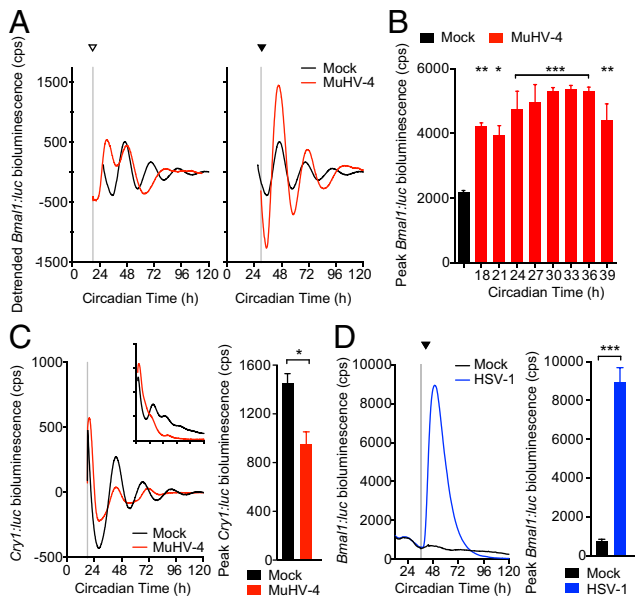 A
Detrended Bmal1:luc bioluminescence (cps)
1500
500
-500
-1500
0 24 48 72 96 120
Circadian Time (h)
Mock
MuHV-4
0 24 48 72 96 120
Circadian Time (h)
B
Mock MuHV-4
Peak Bmal1:luc bioluminescence (cps)
6000
4000
2000
0
** * *** **
18 21 24 27 30 33 36 39
Circadian Time (h)
C
Cry1:luc bioluminescence (cps)
1000
500
0
-500
Mock
MuHV-4
0 24 48 72 96 120
Circadian Time (h)
Peak Cry1:luc bioluminescence (cps)
1600
1200
800
400
0
*
Mock
MuHV-4
D
Bmal1:luc bioluminescence (cps)
10000
8000
6000
4000
2000
0
Mock
HSV-1
24 48 72 96 120
Circadian Time (h)
Peak Bmal1:luc bioluminescence (cps)
10000
8000
6000
4000
2000
0
***
Mock
HSV-1